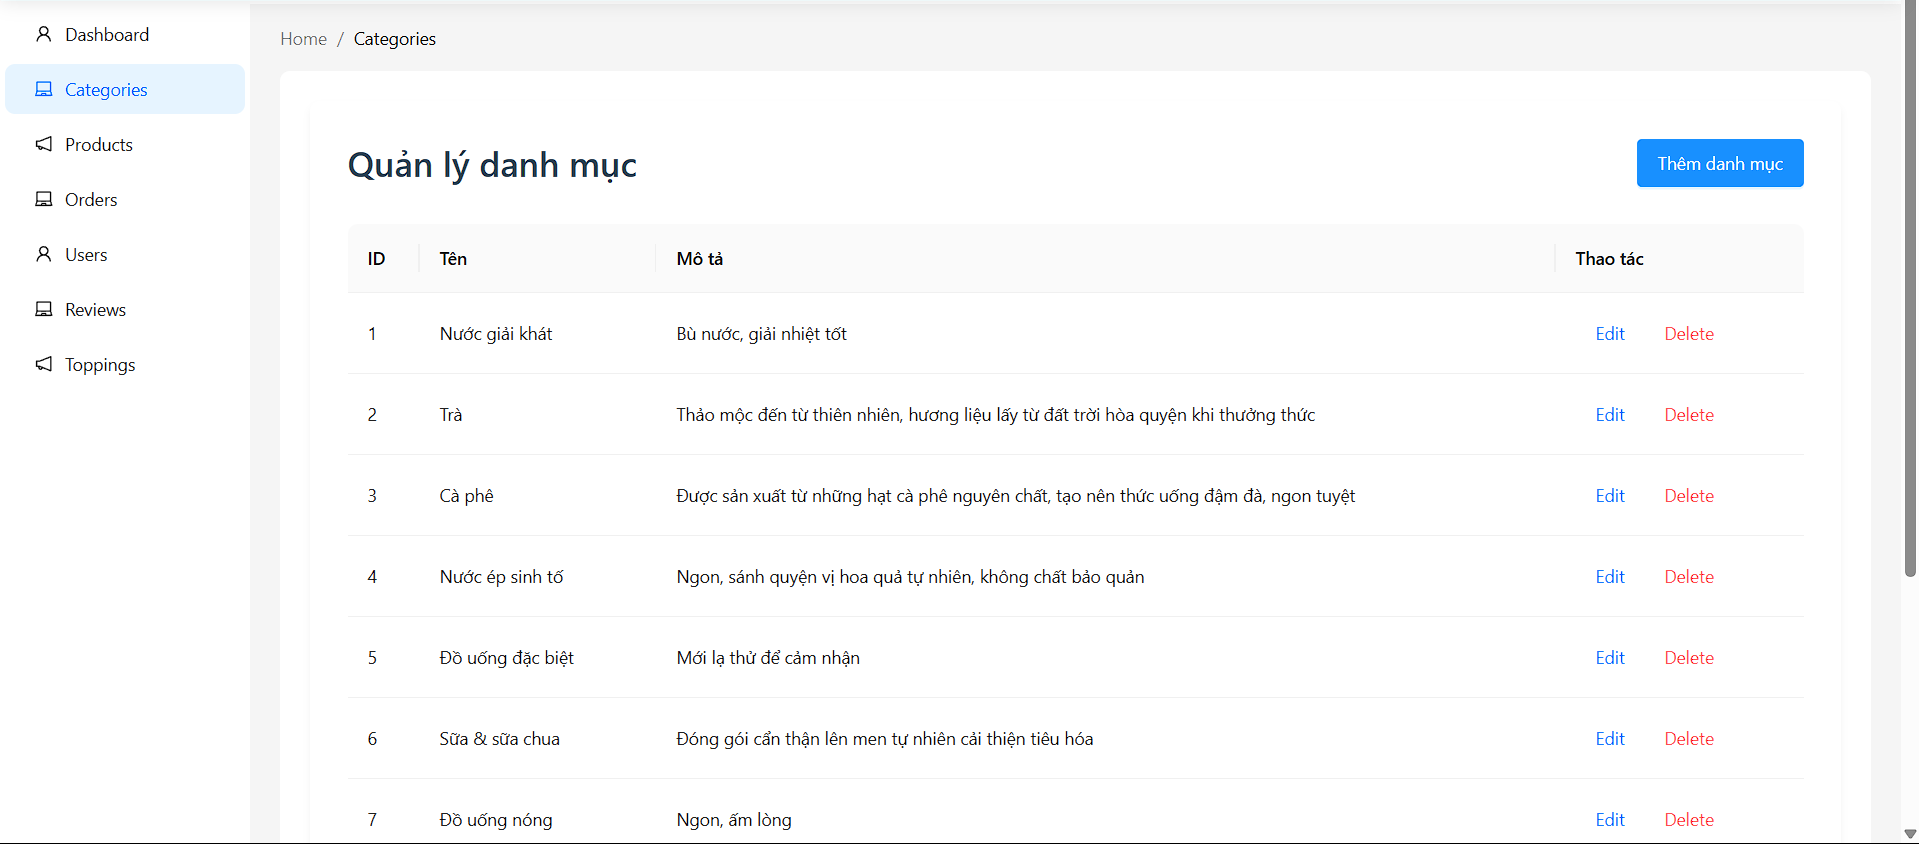 Dashboard
Categories
Products
Orders
Users
Reviews
Toppings
Home / Categories
Quản lý danh mục
Thêm danh mục
ID Tên Mô tả Thao tác
1 Nước giải khát Bù nước, giải nhiệt tốt Edit Delete
2 Trà Thảo mộc đến từ thiên nhiên, hương liệu lấy từ đất trời hòa quyện khi thưởng thức Edit Delete
3 Cà phê Được sản xuất từ những hạt cà phê nguyên chất, tạo nên thức uống đậm đà, ngon tuyệt Edit Delete
4 Nước ép sinh tố Ngon, sánh quyện vị hoa quả tự nhiên, không chất bảo quản Edit Delete
5 Đồ uống đặc biệt Mới lạ thử để cảm nhận Edit Delete
6 Sữa & sữa chua Đóng gói cẩn thận lên men tự nhiên cải thiện tiêu hóa Edit Delete
7 Đồ uống nóng Ngon, ấm lòng Edit Delete